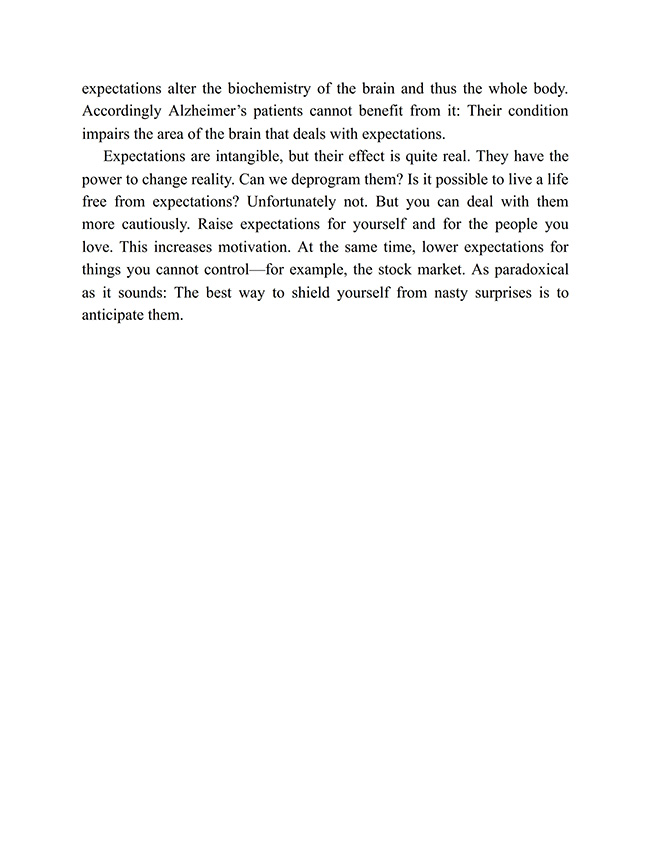 expectations alter the biochemistry of the brain and thus the whole body.
Accordingly Alzheimer’s patients cannot benefit from it: Their condition
impairs the area of the brain that deals with expectations.
Expectations are intangible, but their effect is quite real. They have the
power to change reality. Can we deprogram them? Is it possible to live a life
free from expectations? Unfortunately not. But you can deal with them
more cautiously. Raise expectations for yourself and for the people you
love. This increases motivation. At the same time, lower expectations for
things you cannot control—for example, the stock market. As paradoxical
as it sounds: The best way to shield yourself from nasty surprises is to
anticipate them.